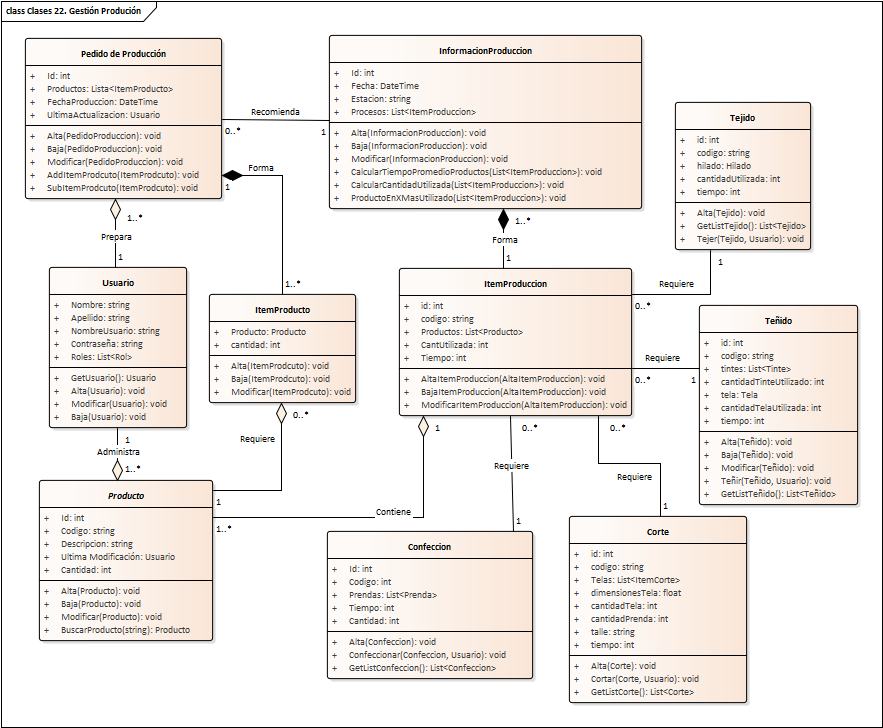 class Clases 22. Gestión Produción
Pedido de Producción
+ Id: int
+ Productos: Lista<ItemProducto>
+ FechaProduccion: DateTime
+ UltimaActualizacion: Usuario
+ Alta(PedidoProduccion): void
+ Baja(PedidoProduccion): void
+ Modificar(PedidoProduccion): void
+ AddItemProdcuto(ItemProdcuto): void
+ SubItemProdcuto(ItemProdcuto): void
InformacionProduccion
+ Id: int
+ Fecha: DateTime
+ Estacion: string
+ Procesos: List<ItemProduccion>
+ Alta(InformacionProduccion): void
+ Baja(InformacionProduccion): void
+ Modificar(InformacionProduccion): void
+ CalcularTiempoPromedioProductos(List<ItemProduccion>): void
+ CalcularCantidadUtilizada(List<ItemProduccion>): void
+ ProductoEnXMasUtilizado(List<ItemProduccion>): void
Recomienda
0..*
1
Tejido
+ id: int
+ codigo: string
+ hilado: Hilado
+ cantidadUtilizada: int
+ tiempo: int
+ Alta(Tejido): void
+ GetListTejido(): List<Tejido>
+ Tejer(Tejido, Usuario): void
Forma
1
1..*
1..*
Prepara
1
1..*
Forma
1
1
Requiere
0..*
Usuario
+ Nombre: string
+ Apellido: string
+ NombreUsuario: string
+ Contraseña: string
+ Roles: List<Rol>
+ GetUsuario(): Usuario
+ Alta(Usuario): void
+ Modificar(Usuario): void
+ Baja(Usuario): void
ItemProducto
+ Producto: Producto
+ cantidad: int
+ Alta(ItemProdcuto): void
+ Baja(ItemProdcuto): void
+ Modificar(ItemProdcuto): void
ItemProduccion
+ id: int
+ codigo: string
+ Productos: List<Producto>
+ CantUtilizada: int
+ Tiempo: int
+ AltaItemProduccion(AltaItemProduccion): void
+ BajaItemProduccion(AltaItemProduccion): void
+ ModificarItemProduccion(AltaItemProduccion): void
Requiere
0..*
1
Teñido
+ id: int
+ codigo: string
+ tintes: List<Tinte>
+ cantidadTinteUtilizado: int
+ tela: Tela
+ cantidadTelaUtilizada: int
+ tiempo: int
+ Alta(Teñido): void
+ Baja(Teñido): void
+ Modificar(Teñido): void
+ Teñir(Teñido, Usuario): void
+ GetListTeñido(): List<Teñido>
1
Administra
1..*
0..*
Requiere
1
1
Contiene
1..*
0..*
Requiere
1
0..*
Requiere
1
Producto
+ Id: int
+ Codigo: string
+ Descripcion: string
+ Ultima Modificación: Usuario
+ Cantidad: int
+ Alta(Producto): void
+ Baja(Producto): void
+ Modificar(Producto): void
+ BuscarProducto(string): Producto
Confeccion
+ Id: int
+ Codigo: int
+ Prendas: List<Prenda>
+ Tiempo: int
+ Cantidad: int
+ Alta(Confeccion): void
+ Confeccionar(Confeccion, Usuario): void
+ GetListConfeccion(): List<Confeccion>
Corte
+ id: int
+ codigo: string
+ Telas: List<ItemCorte>
+ dimensionesTela: float
+ cantidadTela: int
+ cantidadPrenda: int
+ talle: string
+ tiempo: int
+ Alta(Corte): void
+ Cortar(Corte, Usuario): void
+ GetListCorte(): List<Corte>